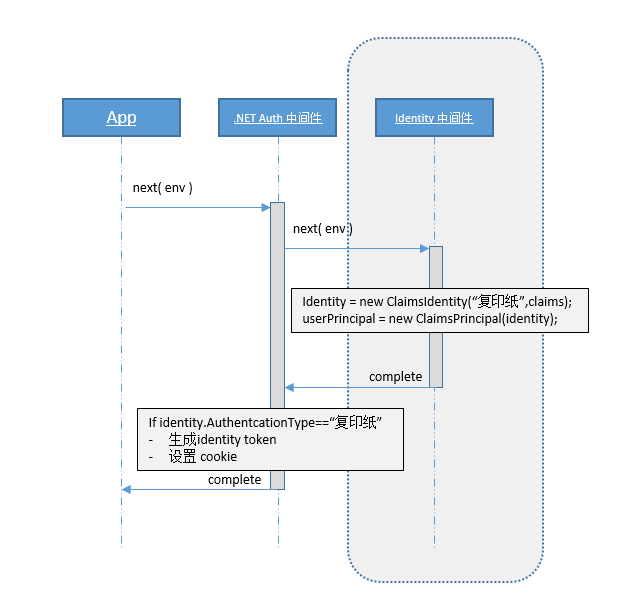 App
.NET Auth 中间件
Identity 中间件
next( env )
next( env )
Identity = new ClaimsIdentity(“复印纸”,claims);
userPrincipal = new ClaimsPrincipal(identity);
complete
If identity.AuthentcationType==“复印纸”
- 生成identity token
- 设置 cookie
complete